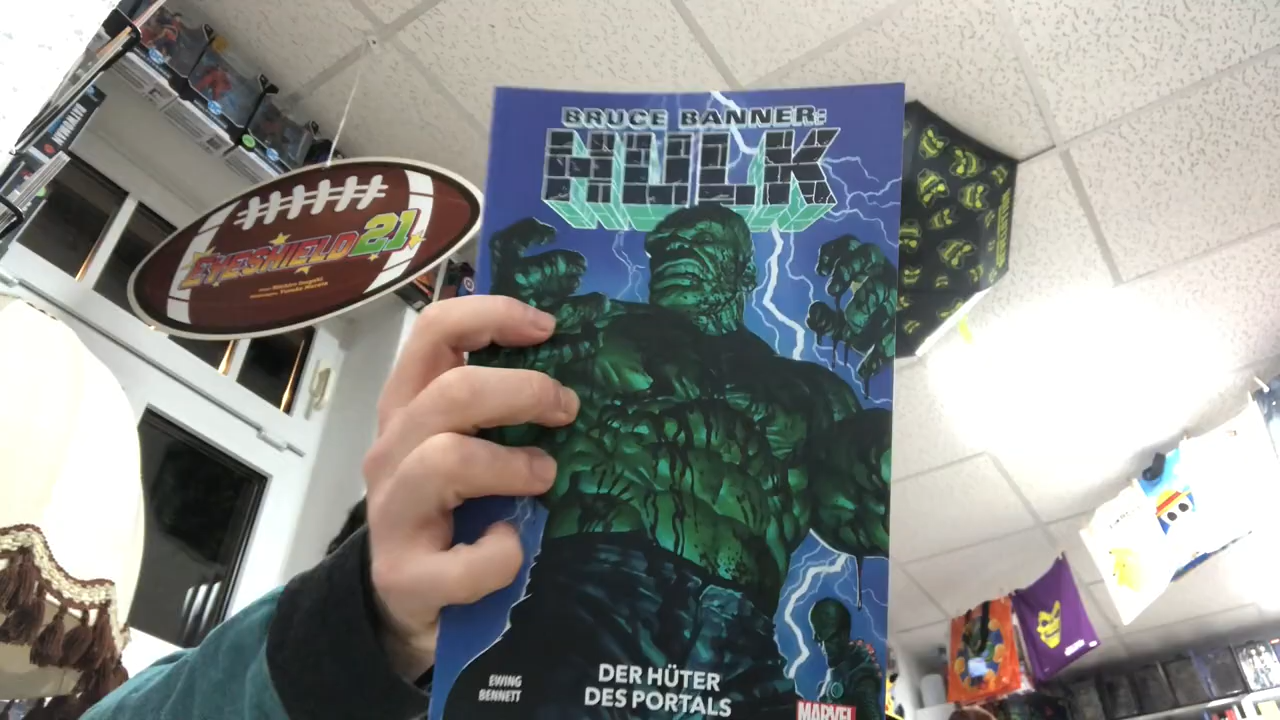 BRUCE BANNER:
HULK
EYESHIELD 21
EWING
BENNETT
DER HÜTER
DES PORTALS
MARVEL